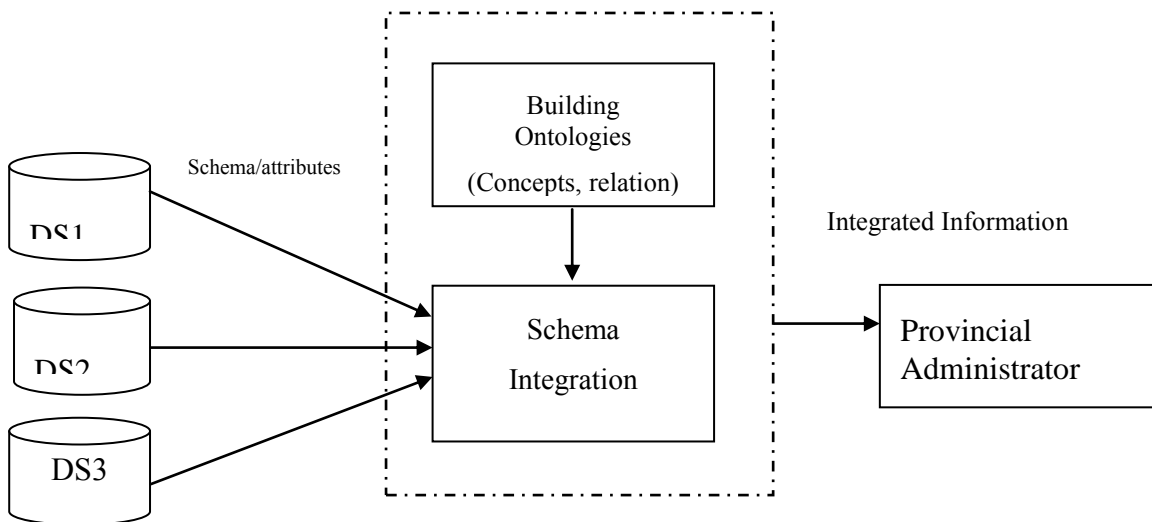 Building
Ontologies
(Concepts, relation)
Schema/attributes
DS1
Integrated Information
Schema
Integration
Provincial
Administrator
DS2
DS3